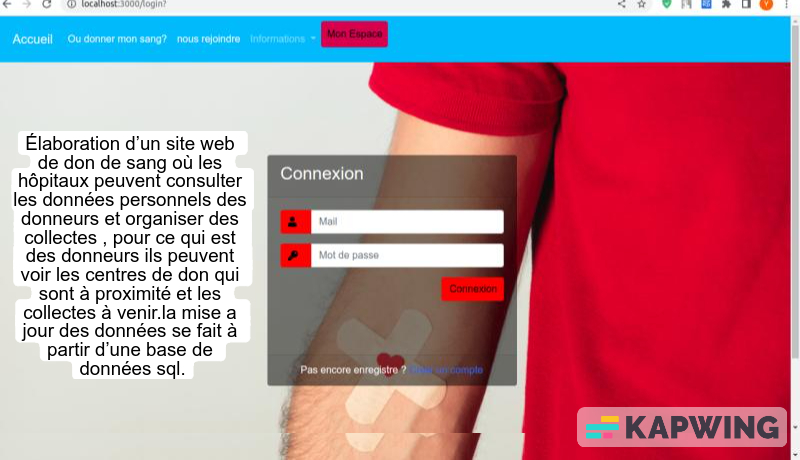 localhost:3000/login?
Accueil Ou donner mon sang? nous rejoindre Informations Mon Espace
Élaboration d’un site web
de don de sang où les
hôpitaux peuvent consulter
les données personnels des
donneurs et organiser des
collectes , pour ce qui est
des donneurs ils peuvent
voir les centres de don qui
sont à proximité et les
collectes à venir.la mise a
jour des données se fait à
partir d’une base de
données sql.
Connexion
Mail
Mot de passe
Connexion
Pas encore enregistre ? Créer un compte
KAPWING